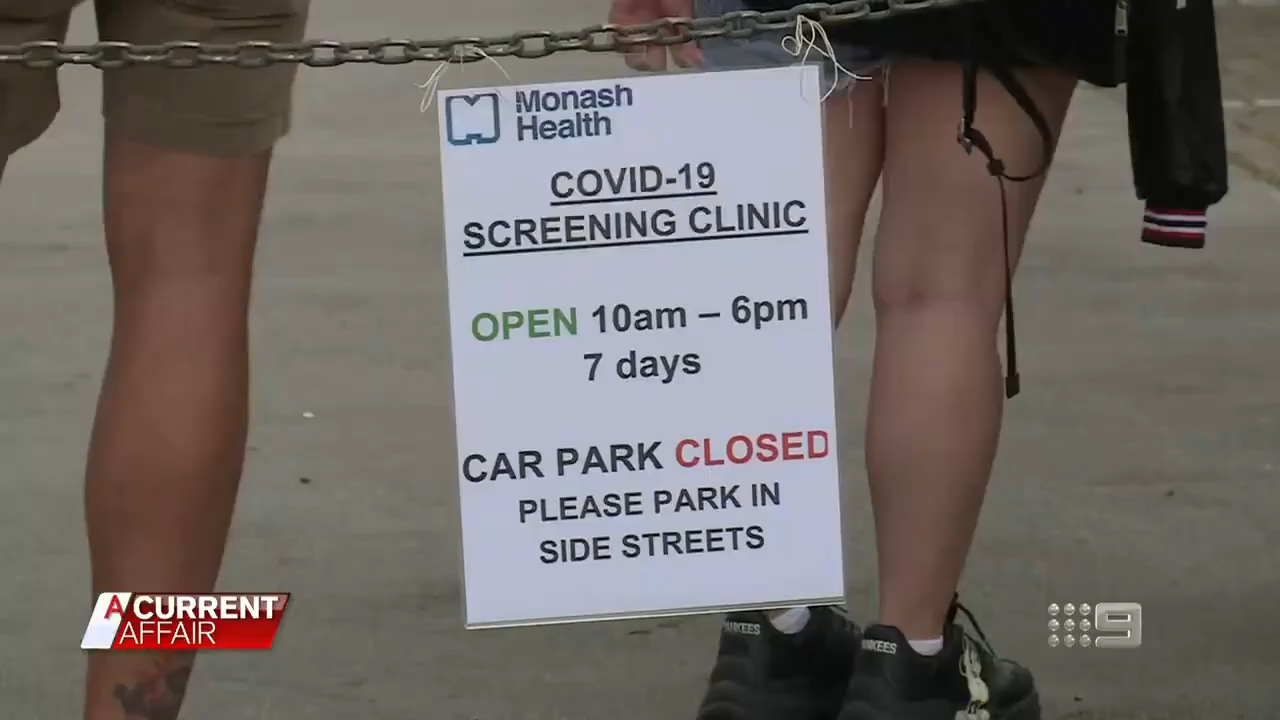 Monash
Health
COVID-19
SCREENING CLINIC
OPEN 10am – 6pm
7 days
CAR PARK CLOSED
PLEASE PARK IN
SIDE STREETS
A CURRENT
AFFAIR
9